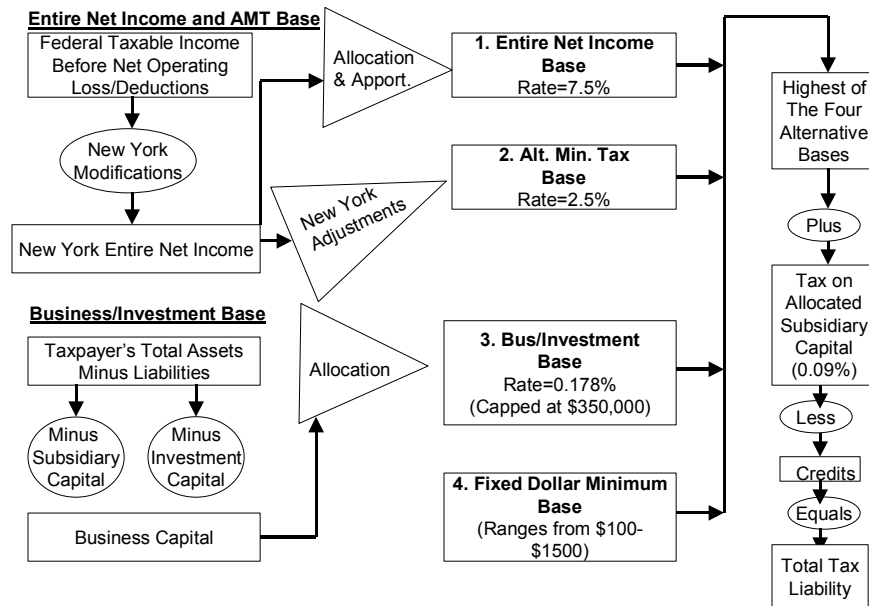 Entire Net Income and AMT Base
Federal Taxable Income
Before Net Operating
Loss/Deductions
New York
Modifications
New York Entire Net Income
Allocation
& Apport.
New York
Adjustments
1. Entire Net Income
Base
Rate=7.5%
2. Alt. Min. Tax
Base
Rate=2.5%
Business/Investment Base
Taxpayer's Total Assets
Minus Liabilities
Minus
Subsidiary
Capital
Minus
Investment
Capital
Business Capital
Allocation
3. Bus/Investment
Base
Rate=0.178%
(Capped at $350,000)
4. Fixed Dollar Minimum
Base
(Ranges from $100-
$1500)
Highest of
The Four
Alternative
Bases
Plus
Tax on
Allocated
Subsidiary
Capital
(0.09%)
Less
Credits
Equals
Total Tax
Liability